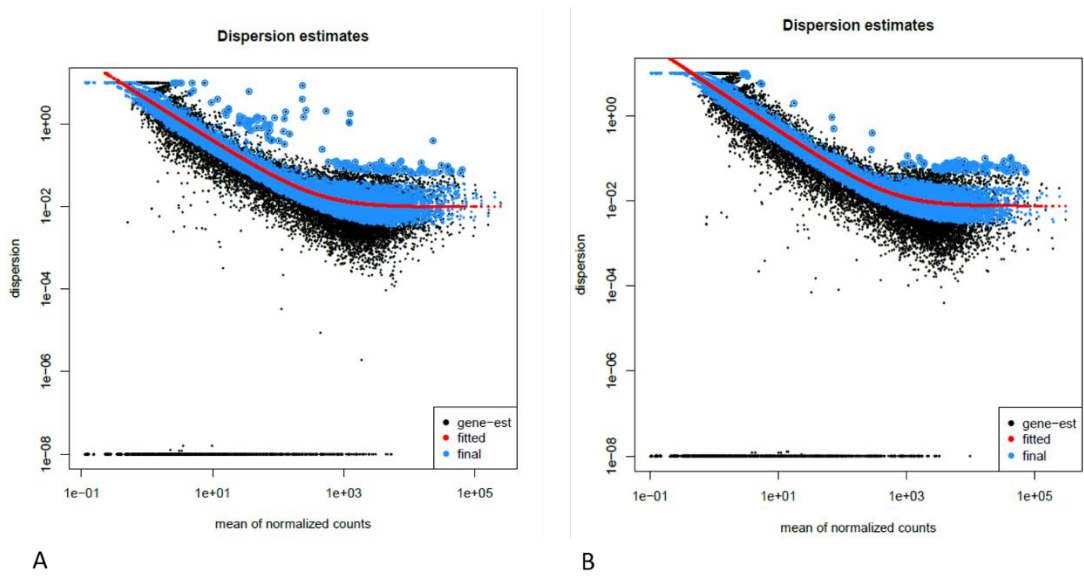 Dispersion estimates
1e+00
1e−02
1e−04
1e−06
1e−08
dispersion
gene−est
fitted
final
1e−01
1e+01
1e+03
1e+05
mean of normalized counts
A
Dispersion estimates
1e+00
1e−02
1e−04
1e−06
1e−08
dispersion
gene−est
fitted
final
1e−01
1e+01
1e+03
1e+05
mean of normalized counts
B